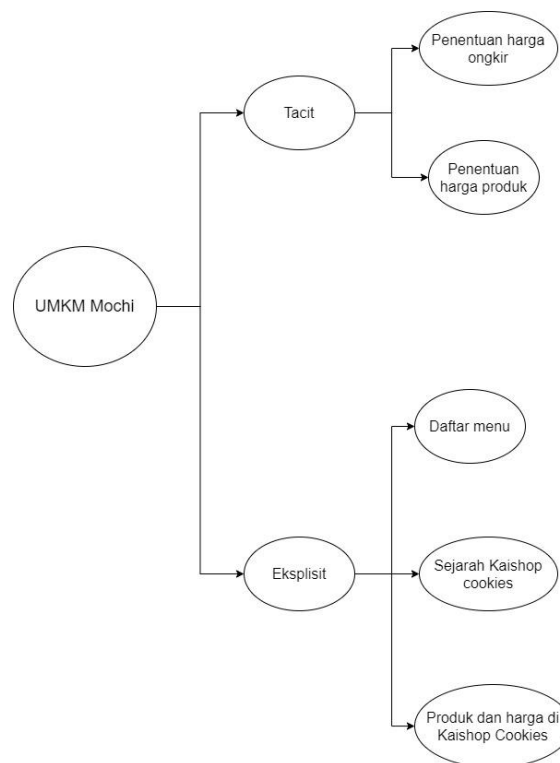 Penentuan harga
ongkir
Tacit
Penentuan
harga produk
UMKM Mochi
Daftar menu
Eksplisit
Sejarah Kaishop
cookies
Produk dan harga di
Kaishop Cookies